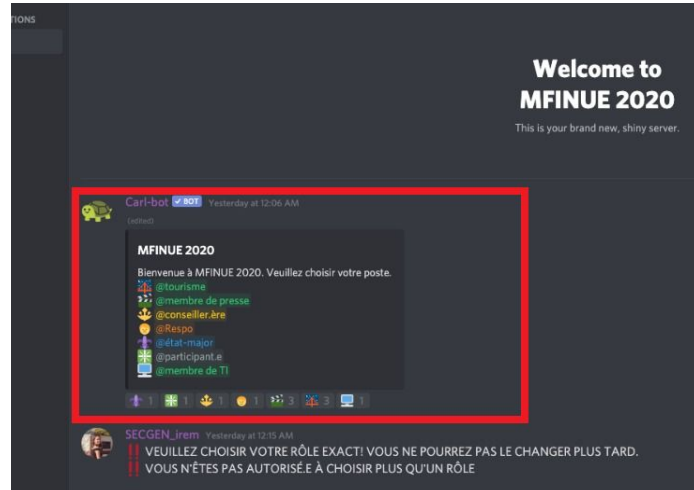 TIONS
Welcome to
MFINUE 2020
This is your brand new, shiny server.
Carl-bot ✔ BOT Yesterday at 12:06 AM
(edited)
MFINUE 2020
Bienvenue à MFINUE 2020. Veuillez choisir votre poste.
@tourisme
@membre de presse
@conseiller.ère
@Respo
@état-major
@participant.e
@membre de TI
1 1 1 1 3 3 1
SECGEN_irem Yesterday at 12:15 AM
‼ VEUILLEZ CHOISIR VOTRE RÔLE EXACT! VOUS NE POURREZ PAS LE CHANGER PLUS TARD.
‼ VOUS N'ÊTES PAS AUTORISÉ.E À CHOISIR PLUS QU'UN RÔLE